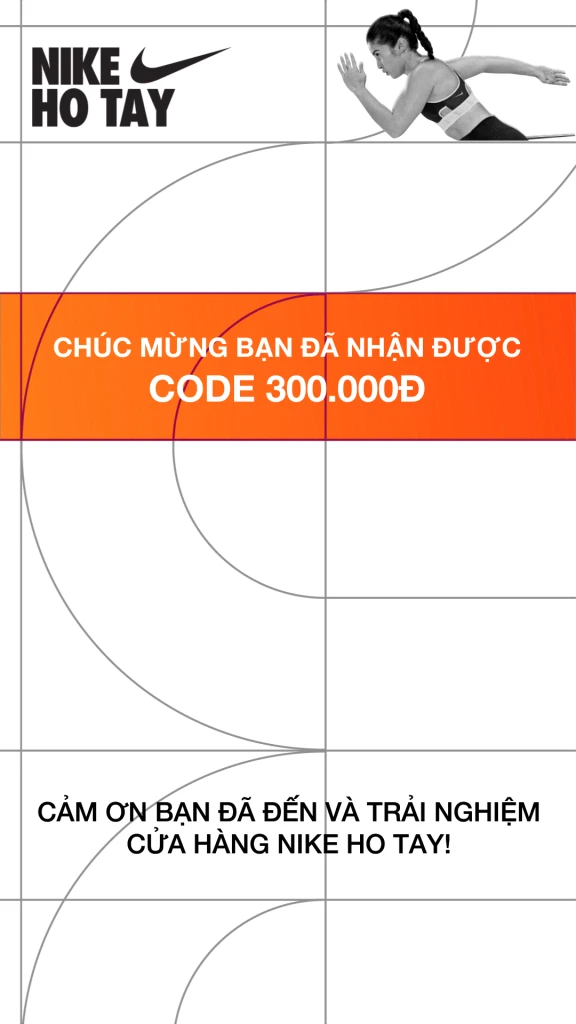 NIKE
HO TAY
CHÚC MỪNG BẠN ĐÃ NHẬN ĐƯỢC
CODE 300.000Đ
CẢM ƠN BẠN ĐÃ ĐẾN VÀ TRẢI NGHIỆM
CỬA HÀNG NIKE HO TAY!